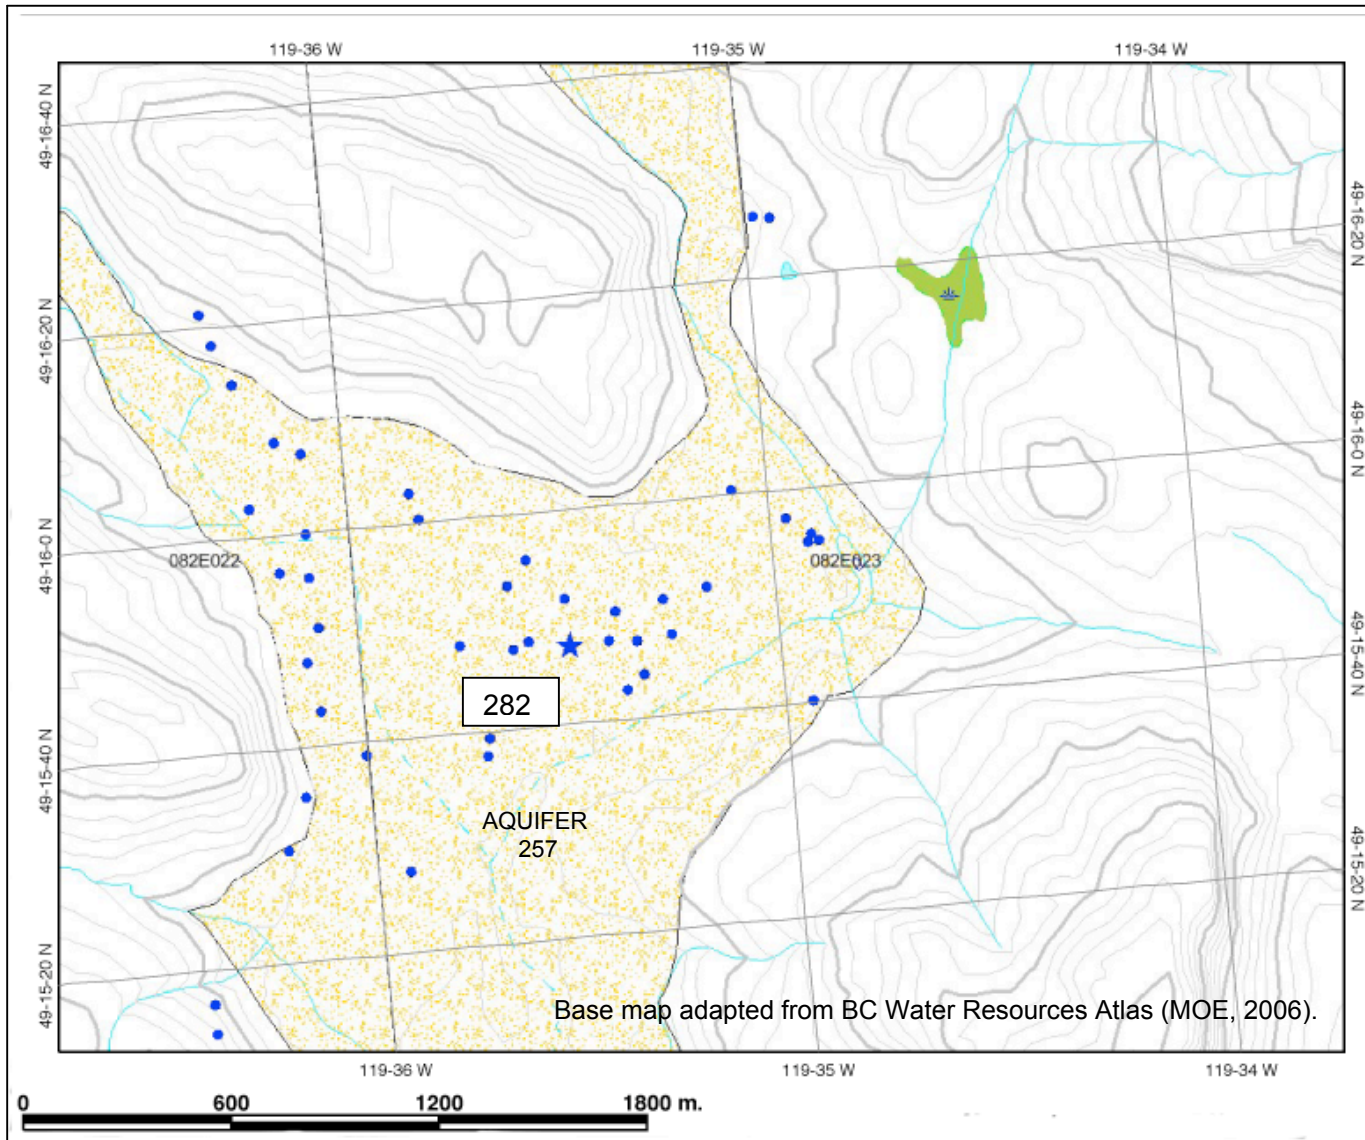 119-36 W
119-35 W
119-34 W
49-16-40 N
49-16-20 N
49-16-20 N
49-16-0 N
49-16-0 N
082E022
082E023
49-15-40 N
282
49-15-40 N
AQUIFER
257
49-15-20 N
49-15-20 N
Base map adapted from BC Water Resources Atlas (MOE, 2006).
119-36 W
119-35 W
119-34 W
0
600
1200
1800 m.